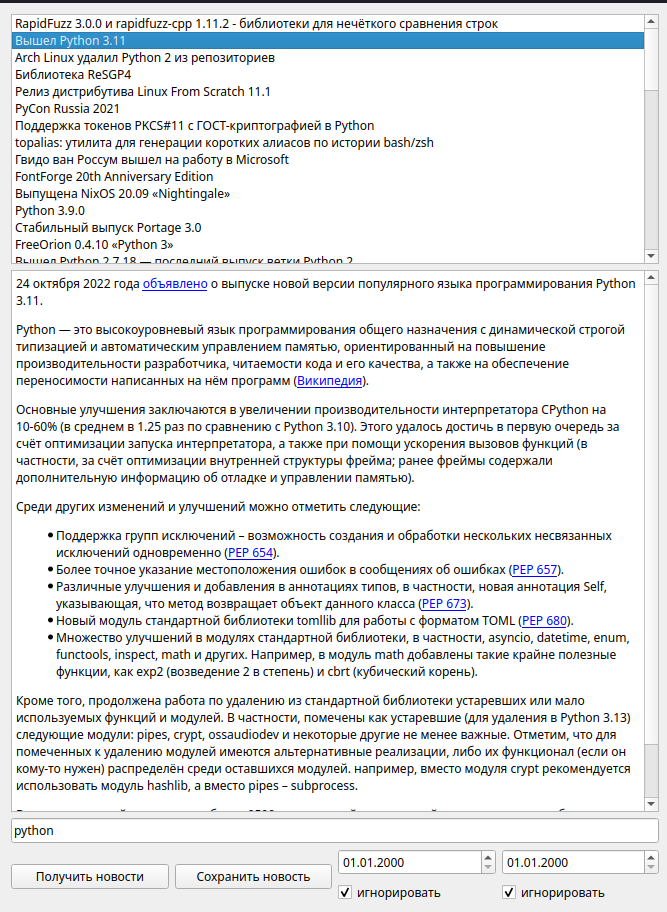 RapidFuzz 3.0.0 и rapidfuzz-cpp 1.11.2 - библиотеки для нечёткого сравнения строк
Вышел Python 3.11
Arch Linux удалил Python 2 из репозиториев
Библиотека ReSGP4
Релиз дистрибутива Linux From Scratch 11.1
PyCon Russia 2021
Поддержка токенов PKCS#11 с ГОСТ-криптографией в Python
topalias: утилита для генерации коротких алиасов по истории bash/zsh
Гвидо ван Россум вышел на работу в Microsoft
FontForge 20th Anniversary Edition
Выпущена NixOS 20.09 «Nightingale»
Python 3.9.0
Стабильный выпуск Portage 3.0
FreeOrion 0.4.10 «Python 3»
Вышел Python 2.7.18 — последний выпуск ветки Python 2
24 октября 2022 года объявлено о выпуске новой версии популярного языка программирования Python
3.11.
Python — это высокоуровневый язык программирования общего назначения с динамической строгой
типизацией и автоматическим управлением памятью, ориентированный на повышение
производительности разработчика, читаемости кода и его качества, а также на обеспечение
переносимости написанных на нём программ (Википедия).
Основные улучшения заключаются в увеличении производительности интерпретатора CPython на
10-60% (в среднем в 1.25 раз по сравнению с Python 3.10). Этого удалось достичь в первую очередь за
счёт оптимизации запуска интерпретатора, а также при помощи ускорения вызовов функций (в
частности, за счёт оптимизации внутренней структуры фрейма; ранее фреймы содержали
дополнительную информацию об отладке и управлении памятью).
Среди других изменений и улучшений можно отметить следующие:
• Поддержка групп исключений – возможность создания и обработки нескольких несвязанных
исключений одновременно (PEP 654).
• Более точное указание местоположения ошибок в сообщениях об ошибках (PEP 657).
• Различные улучшения и добавления в аннотациях типов, в частности, новая аннотация Self,
указывающая, что метод возвращает объект данного класса (PEP 673).
• Новый модуль стандартной библиотеки tomllib для работы с форматом TOML (PEP 680).
• Множество улучшений в модулях стандартной библиотеки, в частности, asyncio, datetime, enum,
functools, inspect, math и других. Например, в модуль math добавлены такие крайне полезные
функции, как exp2 (возведение 2 в степень) и cbrt (кубический корень).
Кроме того, продолжена работа по удалению из стандартной библиотеки устаревших или мало
используемых функций и модулей. В частности, помечены как устаревшие (для удаления в Python 3.13)
следующие модули: pipes, crypt, ossaudiodev и некоторые другие не менее важные. Отметим, что для
помеченных к удалению модулей имеются альтернативные реализации, либо их функционал (если он
кому-то нужен) распределён среди оставшихся модулей. например, вместо модуля crypt рекомендуется
использовать модуль hashlib, а вместо pipes – subprocess.
python
Получить новости
Сохранить новость
01.01.2000
01.01.2000
игнорировать
игнорировать